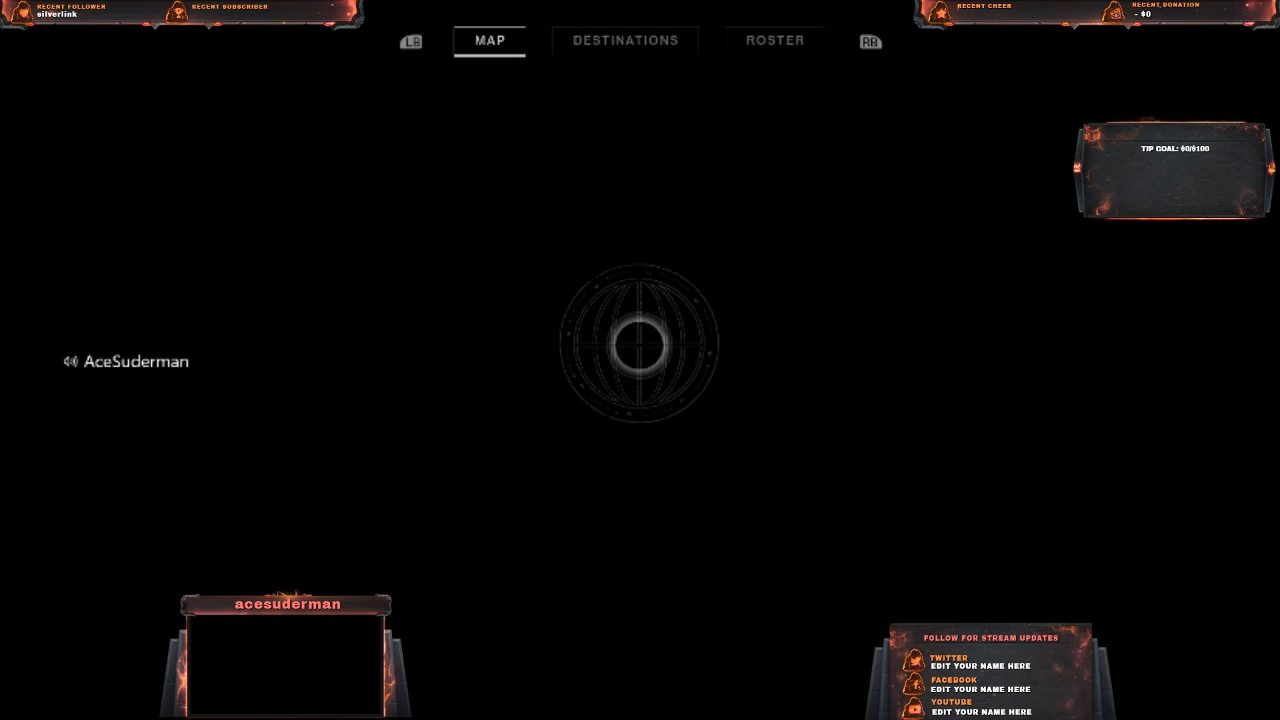 RECENT FOLLOWER
silverlink
RECENT SUBSCRIBER
RECENT CHEER
RECENT DONATION
- $0
LB
MAP
DESTINATIONS
ROSTER
RB
TIP GOAL: $0/$100
AceSuderman
acesuderman
FOLLOW FOR STREAM UPDATES
TWITTER
EDIT YOUR NAME HERE
FACEBOOK
EDIT YOUR NAME HERE
YOUTUBE
EDIT YOUR NAME HERE